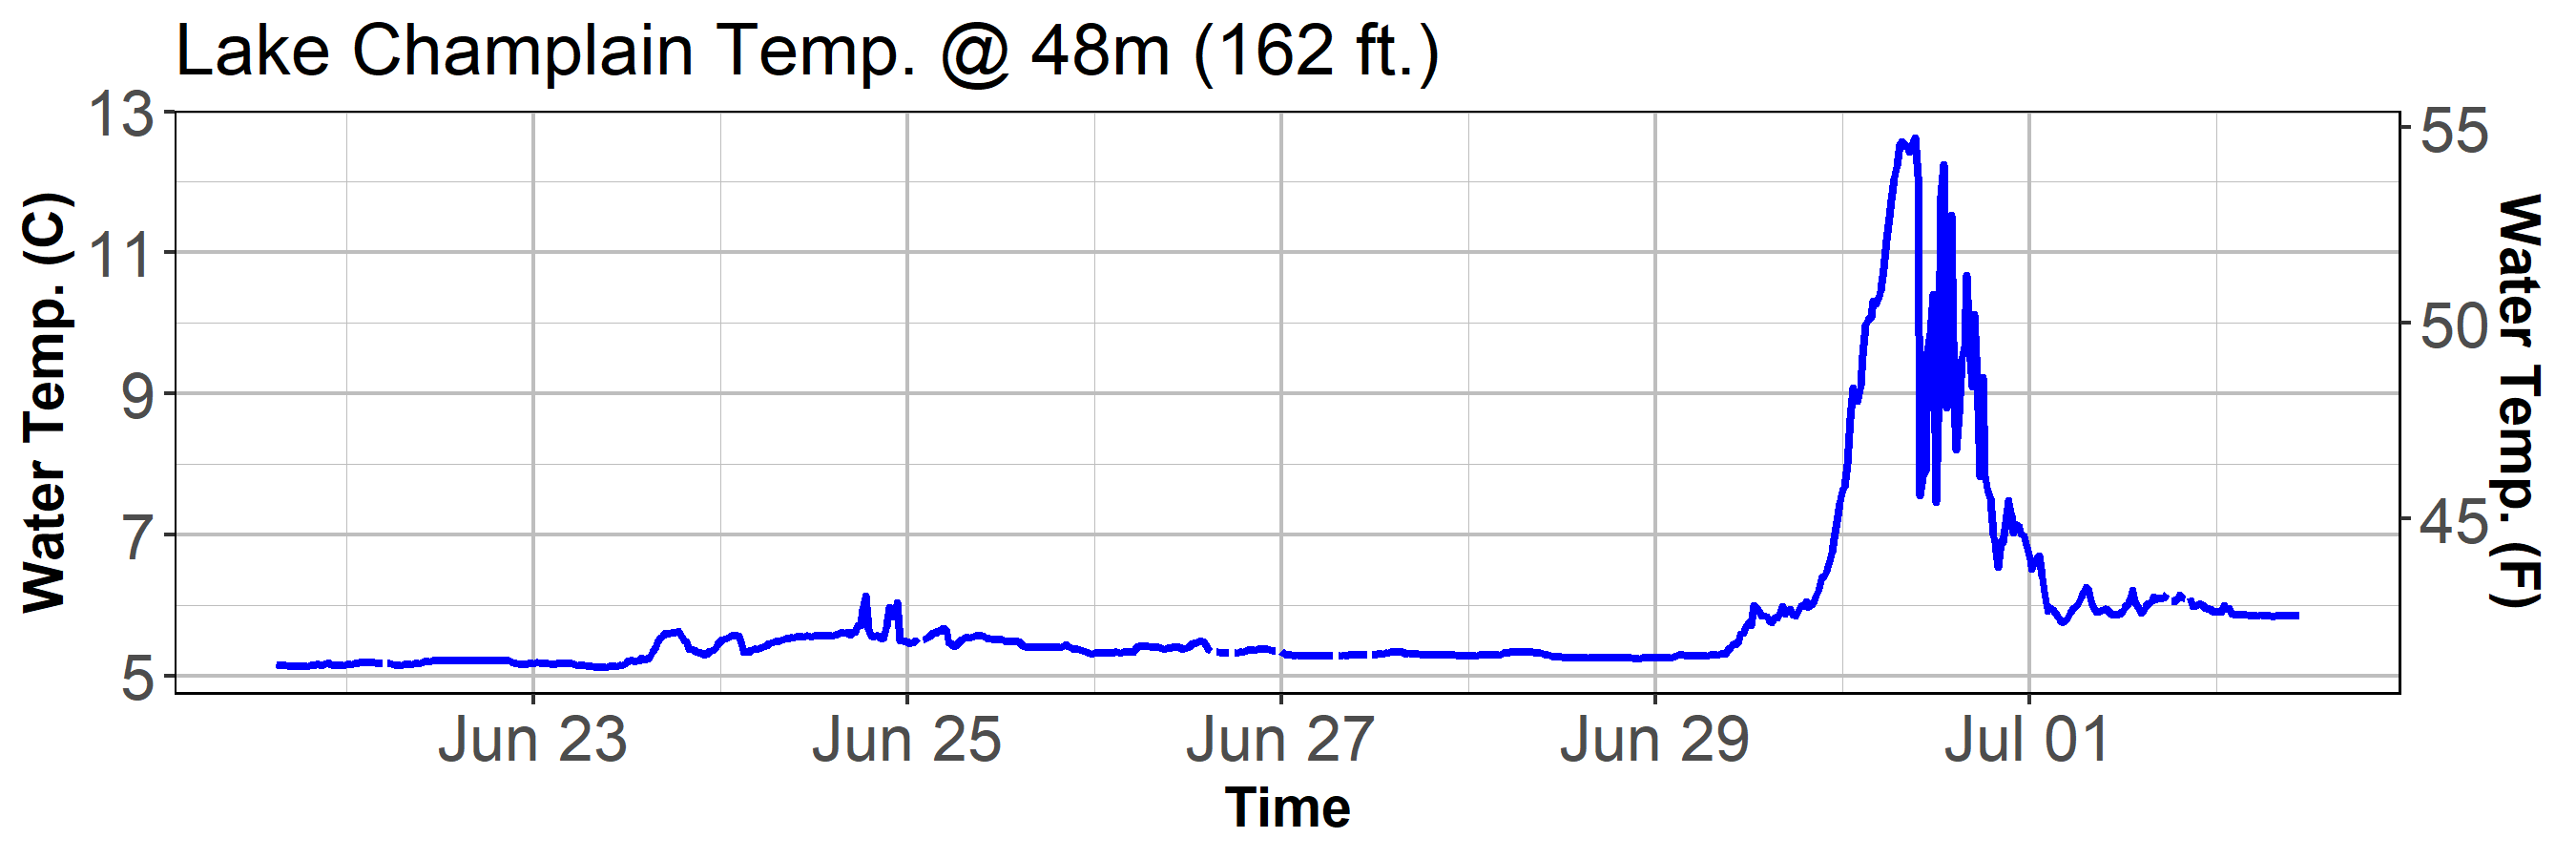 Lake Champlain Temp. @ 48m (162 ft.)
Water Temp. (C)
13
11
9
7
5
55
50
45
Water Temp. (F)
Jun 23
Jun 25
Jun 27
Jun 29
Jul 01
Time